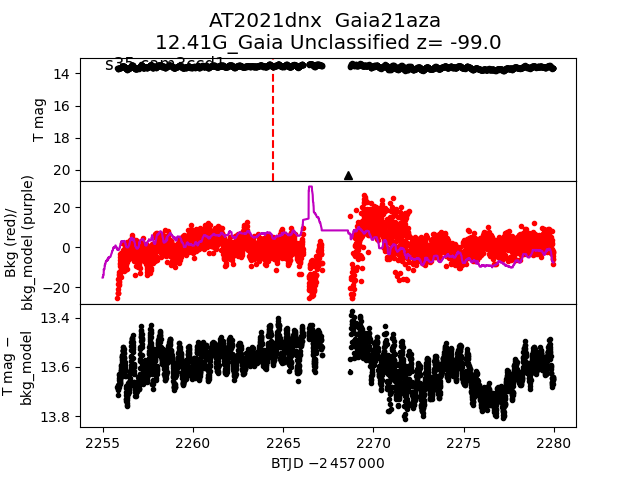 AT2021dnx  Gaia21aza
12.41G_Gaia Unclassified z= -99.0
s35 cam3ccd1
14
16
18
20
T mag
20
0
−20
Bkg (red)/
bkg_model (purple)
13.4
13.6
13.8
T mag −
bkg_model
2255
2260
2265
2270
2275
2280
BTJD −2 457 000